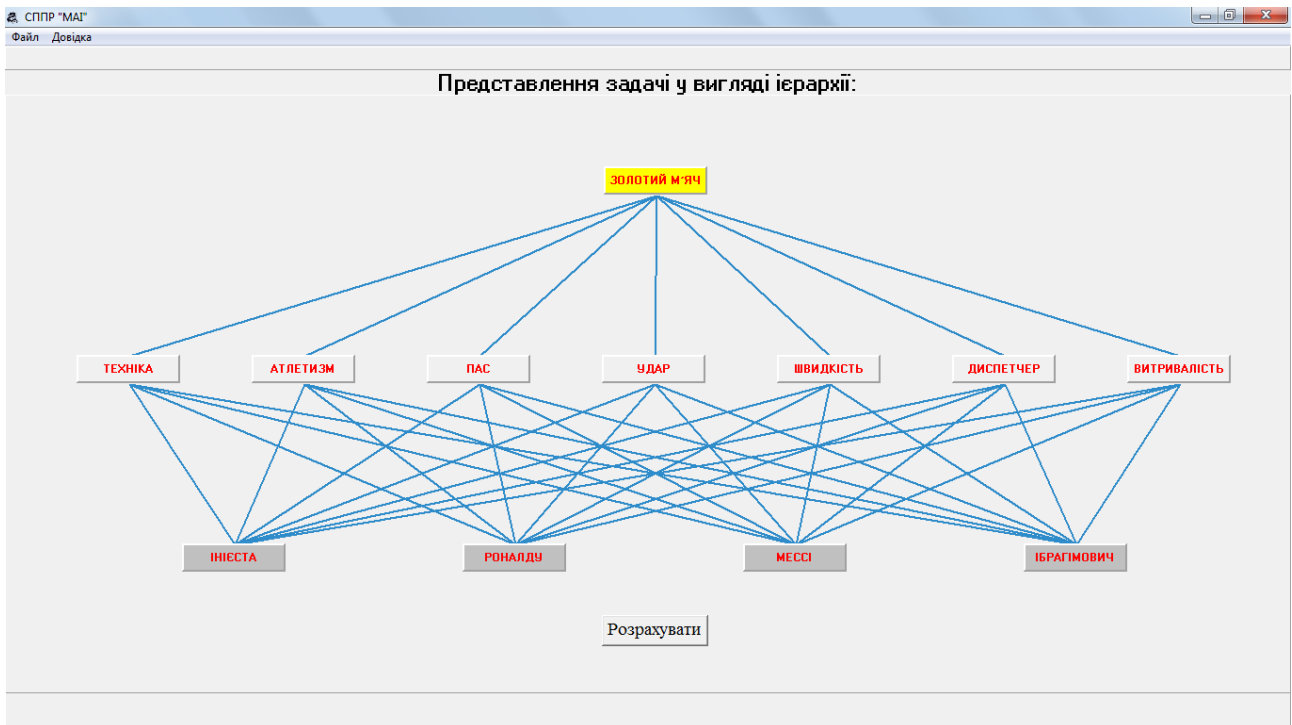 СППР "МАІ"
Файл Довідка
Представлення задачі у вигляді ієрархії:
ЗОЛОТИЙ М'ЯЧ
ТЕХНІКА АТЛЕТИЗМ ПАС УДАР ШВИДКІСТЬ ДИСПЕТЧЕР ВИТРИВАЛІСТЬ
ІНІЄСТА РОНАЛДУ МЕССІ ІБРАГІМОВИЧ
Розрахувати